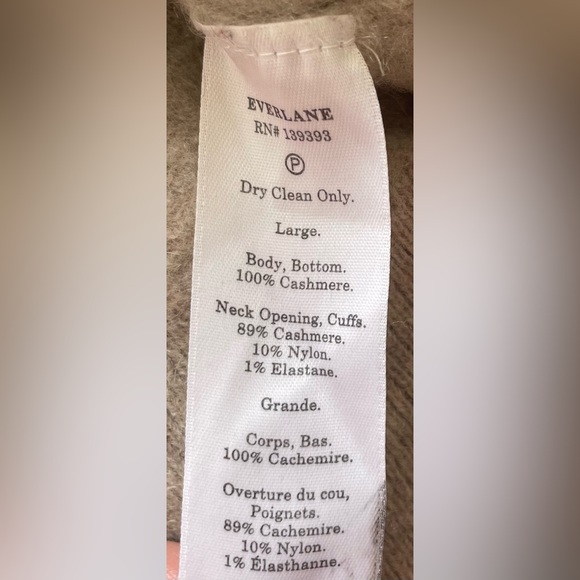 EVERLANE
RN# 139393
P
Dry Clean Only.
Large.
Body, Bottom.
100% Cashmere.
Neck Opening, Cuffs.
89% Cashmere.
10% Nylon.
1% Elastane.
Grande.
Corps, Bas.
100% Cachemire.
Overture du cou,
Poignets.
89% Cachemire.
10% Nylon.
1% Élasthanne.